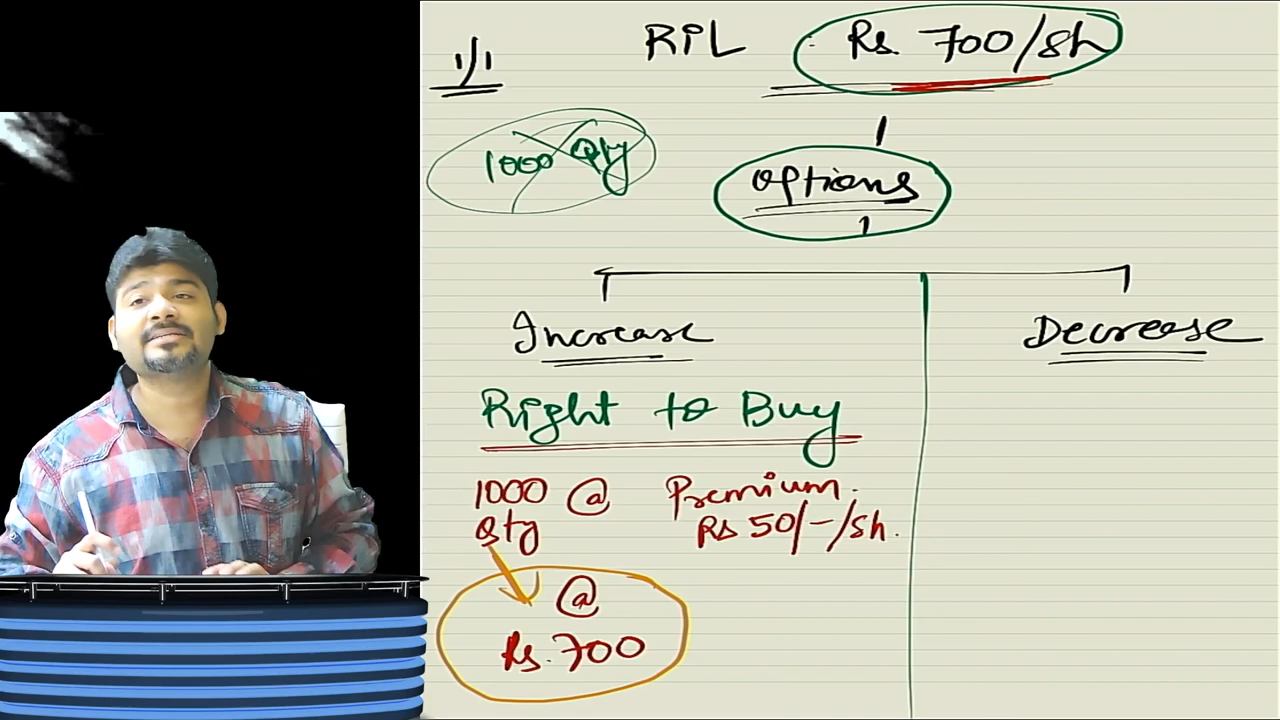 1/1
RIL Rs. 700/sh
1000 Qty
options
Increase
Decrease
Right to Buy
1000 @ Premium.
Qty Rs 50/-/sh.
@
Rs. 700